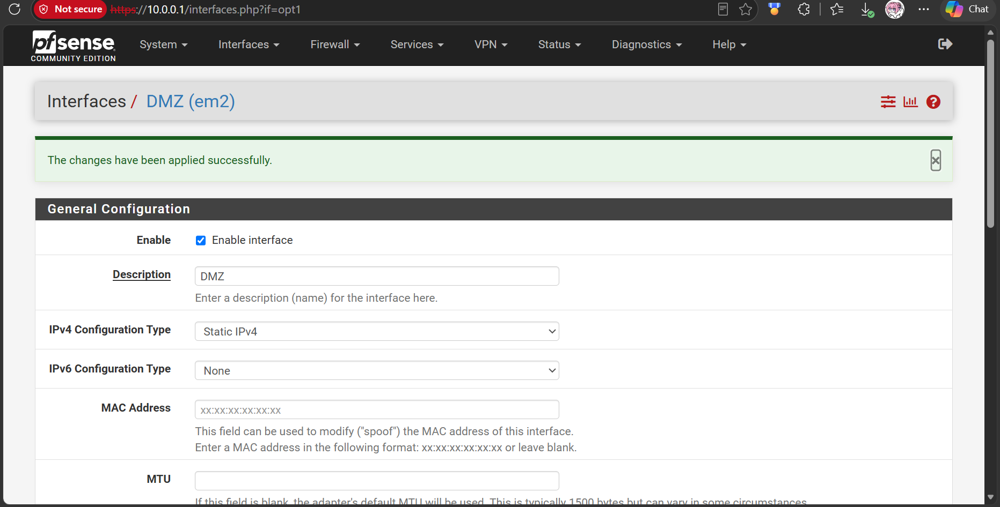 Not secure https://10.0.0.1/interfaces.php?if=opt1 Chat
pfsense
COMMUNITY EDITION
System Interfaces Firewall Services VPN Status Diagnostics Help
Interfaces / DMZ (em2)
The changes have been applied successfully.
General Configuration
Enable Enable interface
Description DMZ
Enter a description (name) for the interface here.
IPv4 Configuration Type Static IPv4
IPv6 Configuration Type None
MAC Address xx:xx:xx:xx:xx:xx
This field can be used to modify ("spoof") the MAC address of this interface.
Enter a MAC address in the following format: xx:xx:xx:xx:xx:xx or leave blank.
MTU
If this field is blank, the adapter's default MTU will be used. This is typically 1500 bytes but can vary in some circumstances.